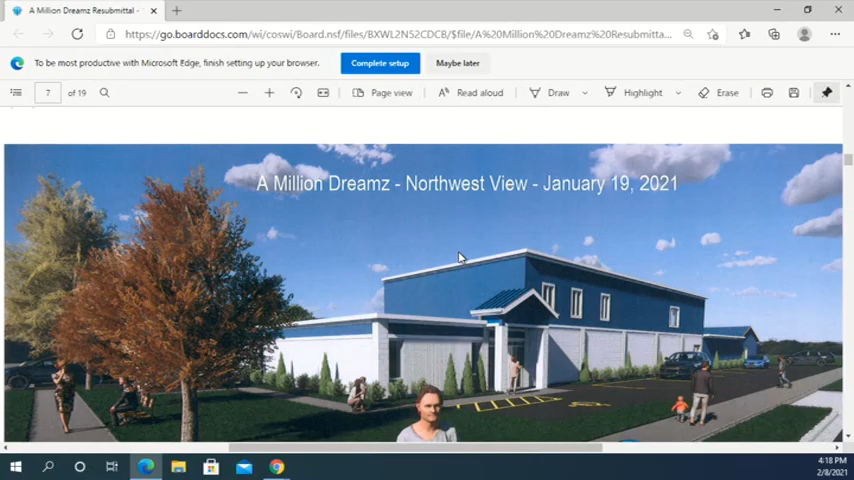 A Million Dreamz Resubmittal -
https://go.boarddocs.com/wi/coswi/Board.nsf/files/BXWL2N52CDCB/$file/A%20Million%20Dreamz%20Resubmitta...
To be most productive with Microsoft Edge, finish setting up your browser.
Complete setup
Maybe later
7 of 19
Page view
Read aloud
Draw
Highlight
Erase
A Million Dreamz - Northwest View - January 19, 2021
4:18 PM
2/8/2021